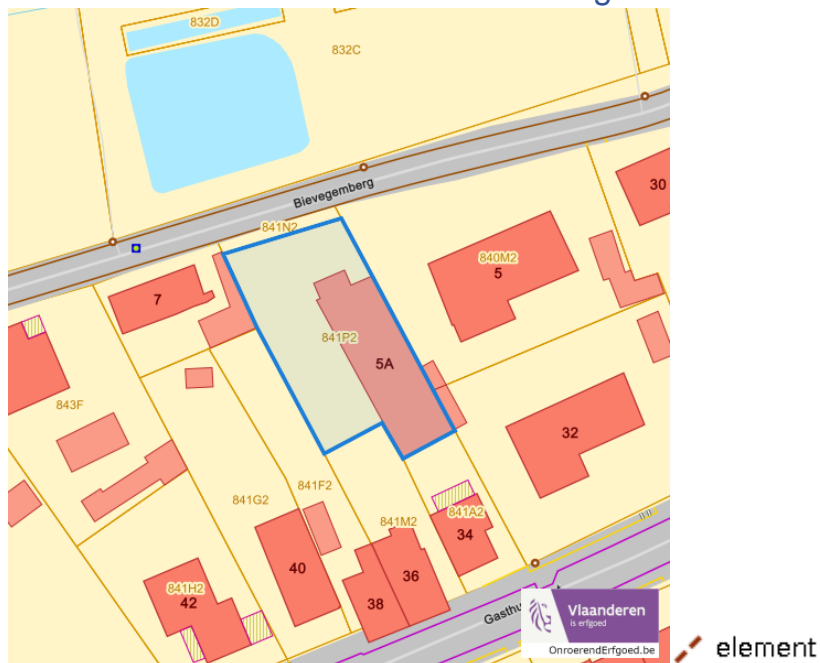 832D
832C
30
Bievegemberg
841N2
840M2
5
7
841P2
5A
843F
32
841F2
841G2
841A2
841M2
34
40
36
841H2
42
38
Gasthu
Vlaanderen
is erfgoed
OnroerendErfgoed.be
element